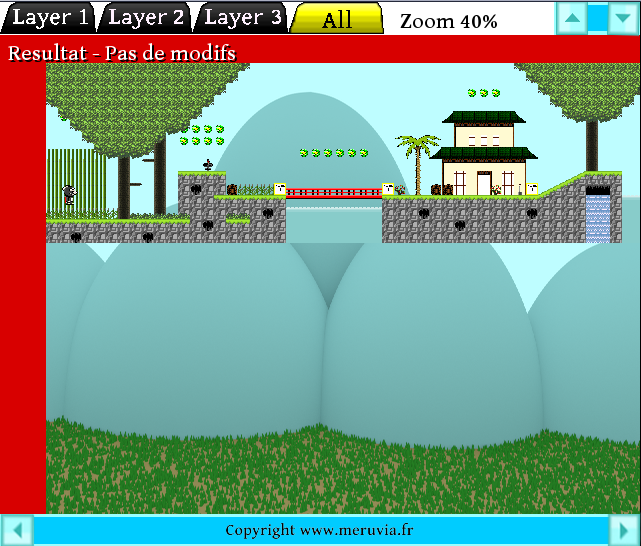 Layer 1 Layer 2 Layer 3 All Zoom 40%
Resultat - Pas de modifs
Copyright www.meruvia.fr